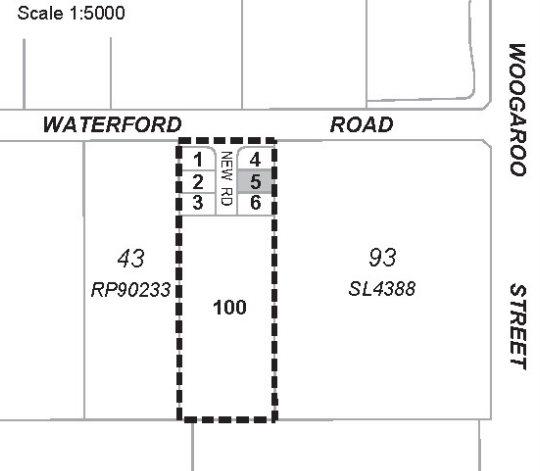 Scale 1:5000
WATERFORD ROAD
WOOGAROO STREET
1 NEW RD 4
2 5
3 6
43
RP90233
100
93
SL4388